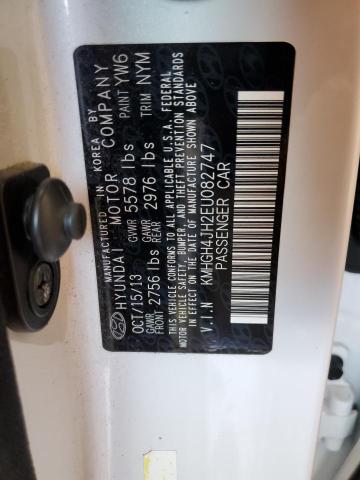 MANUFACTURED IN KOREA BY
HYUNDAI MOTOR COMPANY
OCT/15/13 GVWR 5578 lbs PAINT YW6
GAWR FRONT 2756 lbs GAWR REAR 2976 lbs TRIM NYM
THIS VEHICLE CONFORMS TO ALL APPLICABLE U.S.A. FEDERAL
MOTOR VEHICLE SAFETY, BUMPER, AND THEFT PREVENTION STANDARDS
IN EFFECT ON THE DATE OF MANUFACTURE SHOWN ABOVE
V.I.N KMHGH4JH2EU082747
PASSENGER CAR